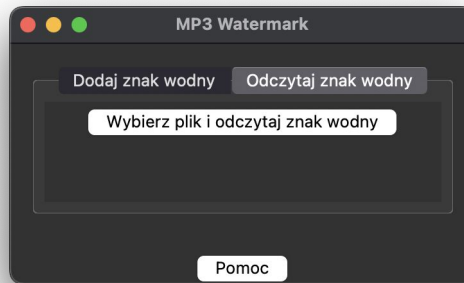 MP3 Watermark
Dodaj znak wodny Odczytaj znak wodny
Wybierz plik i odczytaj znak wodny
Pomoc